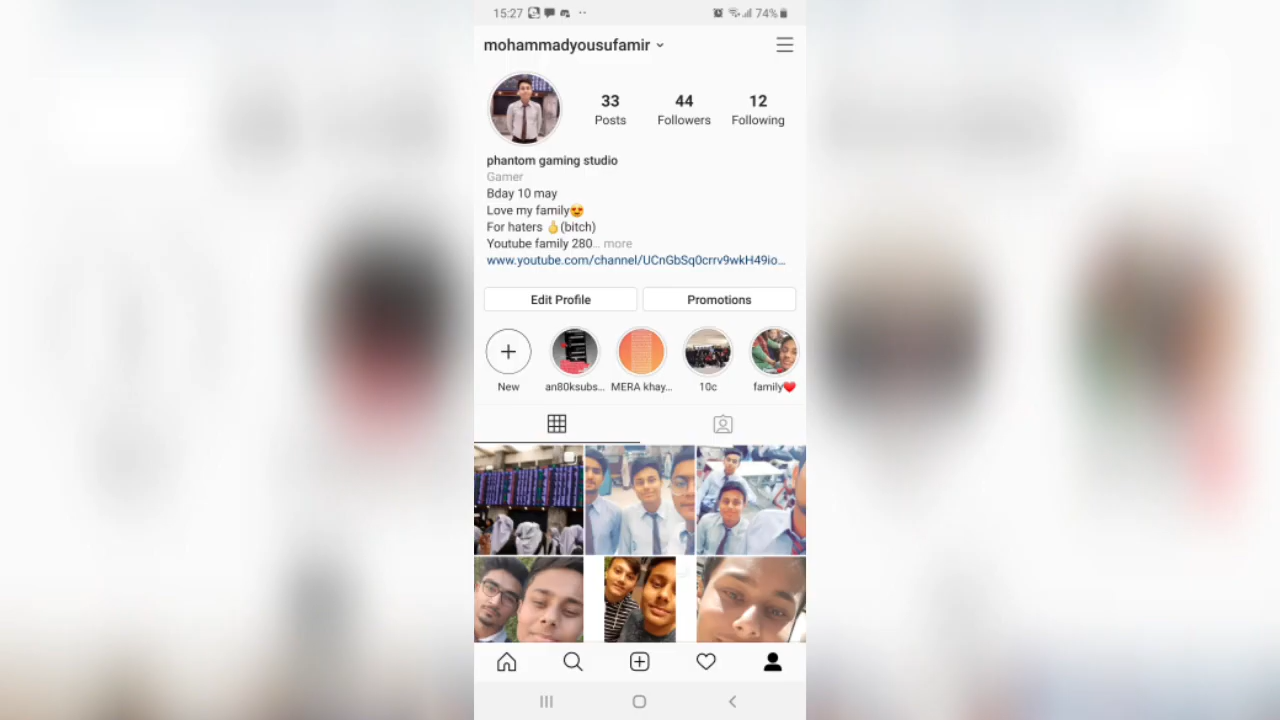 15:27 74%
mohammadyousufamir
33 44 12
Posts Followers Following
phantom gaming studio
Gamer
Bday 10 may
Love my family😍
For haters 🖕(bitch)
Youtube family 280... more
www.youtube.com/channel/UCnGbSq0crrv9wkH49io...
Edit Profile Promotions
New an80ksubs... MERA khay... 10c family❤️